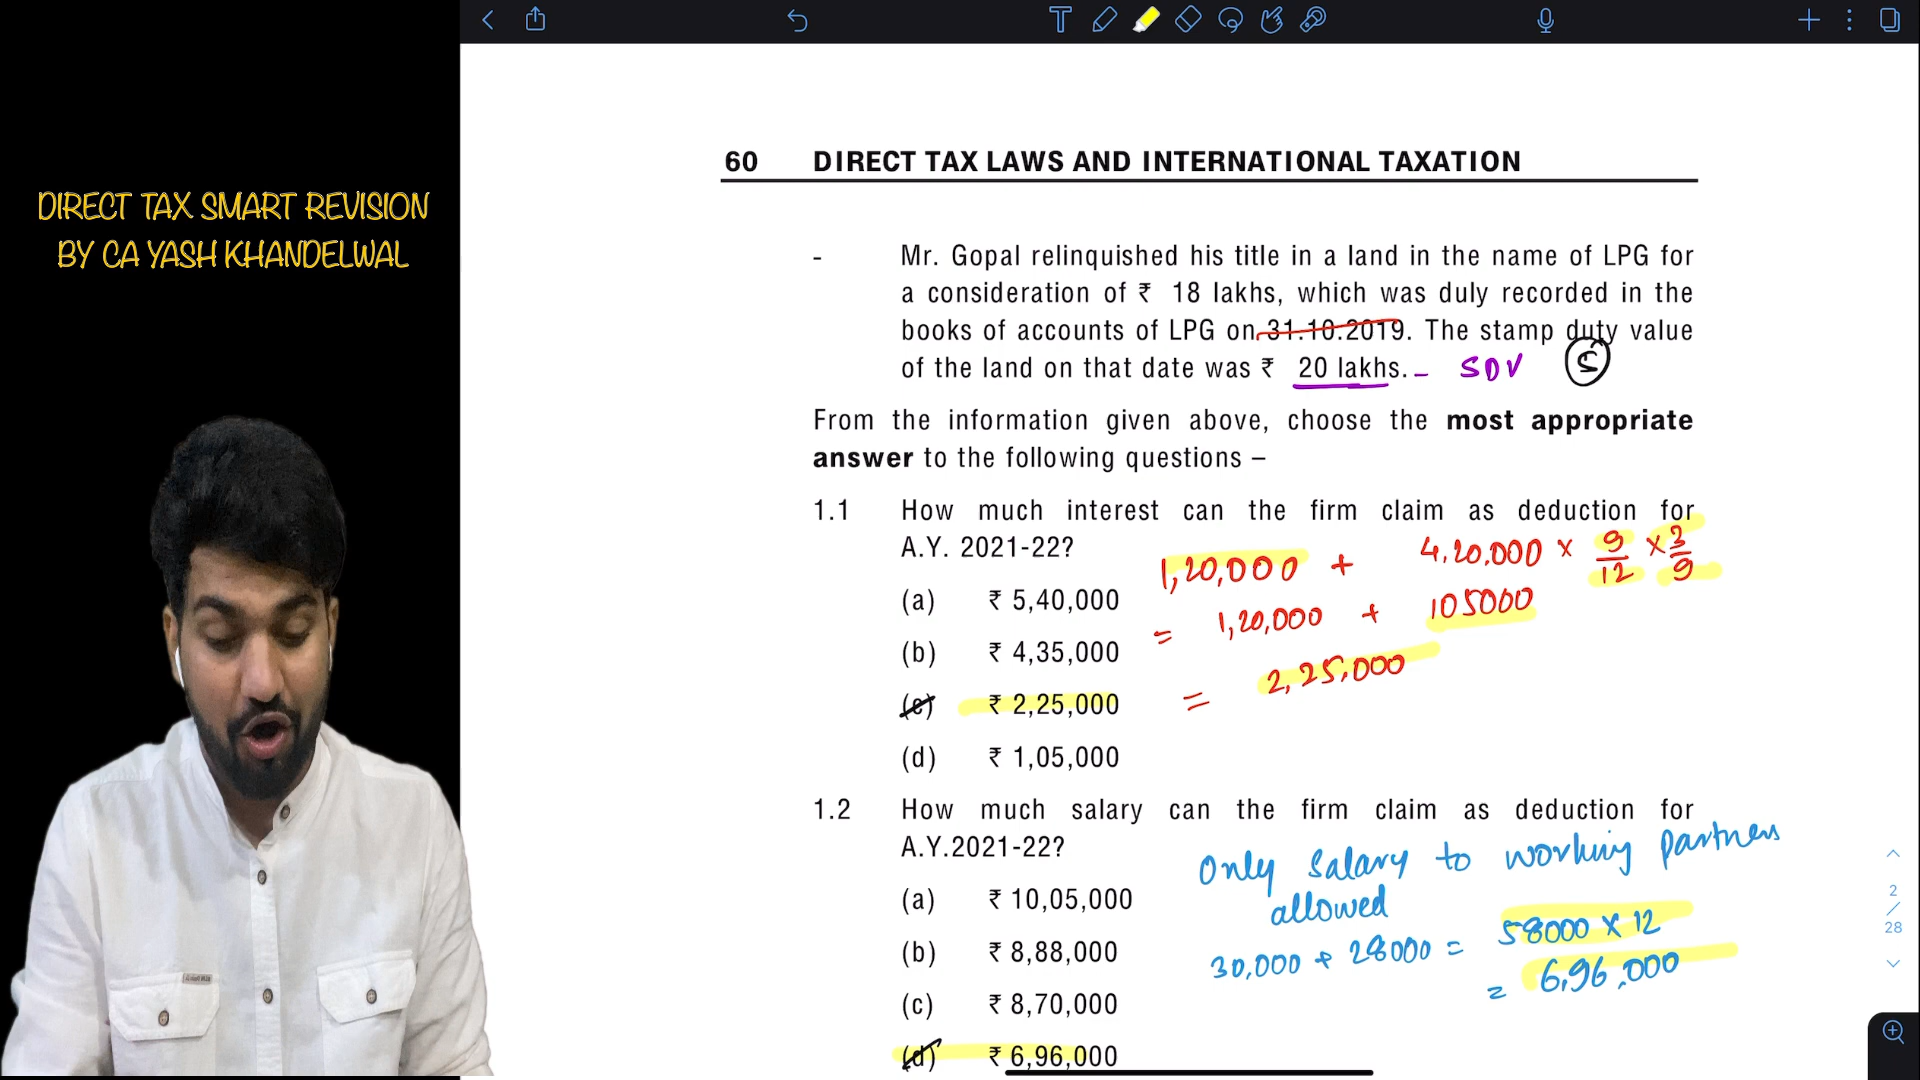 DIRECT TAX SMART REVISION
BY CA YASH KHANDELWAL
60 DIRECT TAX LAWS AND INTERNATIONAL TAXATION
- Mr. Gopal relinquished his title in a land in the name of LPG for
a consideration of ₹ 18 lakhs, which was duly recorded in the
books of accounts of LPG on 31.10.2019. The stamp duty value
of the land on that date was ₹ 20 lakhs. - SDV
From the information given above, choose the most appropriate
answer to the following questions –
1.1 How much interest can the firm claim as deduction for
A.Y. 2021-22?
1,20,000 + 4,20,000 × 9/12 × 3/9
(a) ₹ 5,40,000
= 1,20,000 + 105000
(b) ₹ 4,35,000
= 2,25,000
(c) ₹ 2,25,000
(d) ₹ 1,05,000
1.2 How much salary can the firm claim as deduction for
A.Y.2021-22?
Only Salary to working partners
allowed
(a) ₹ 10,05,000
30,000 + 28000 = 58000 × 12
(b) ₹ 8,88,000
= 6,96,000
(c) ₹ 8,70,000
(d) ₹ 6,96,000
2
/
28